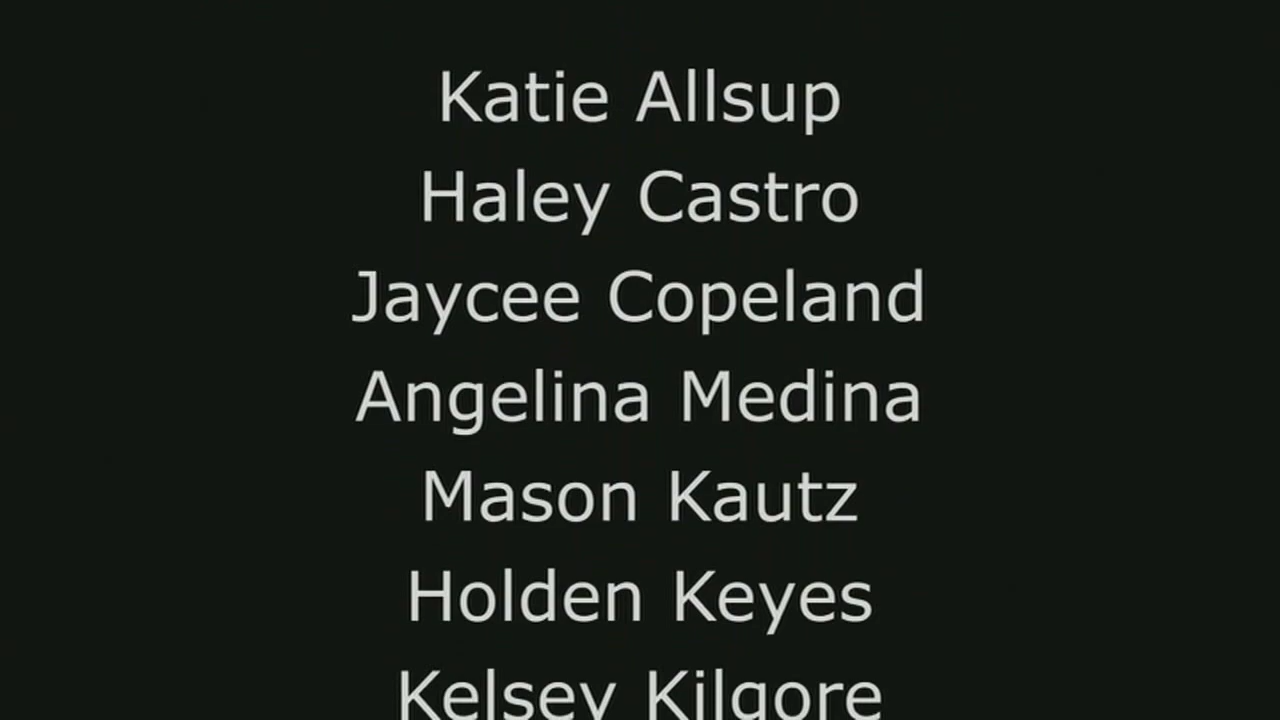 Katie Allsup
Haley Castro
Jaycee Copeland
Angelina Medina
Mason Kautz
Holden Keyes
Kelsey Kilgore